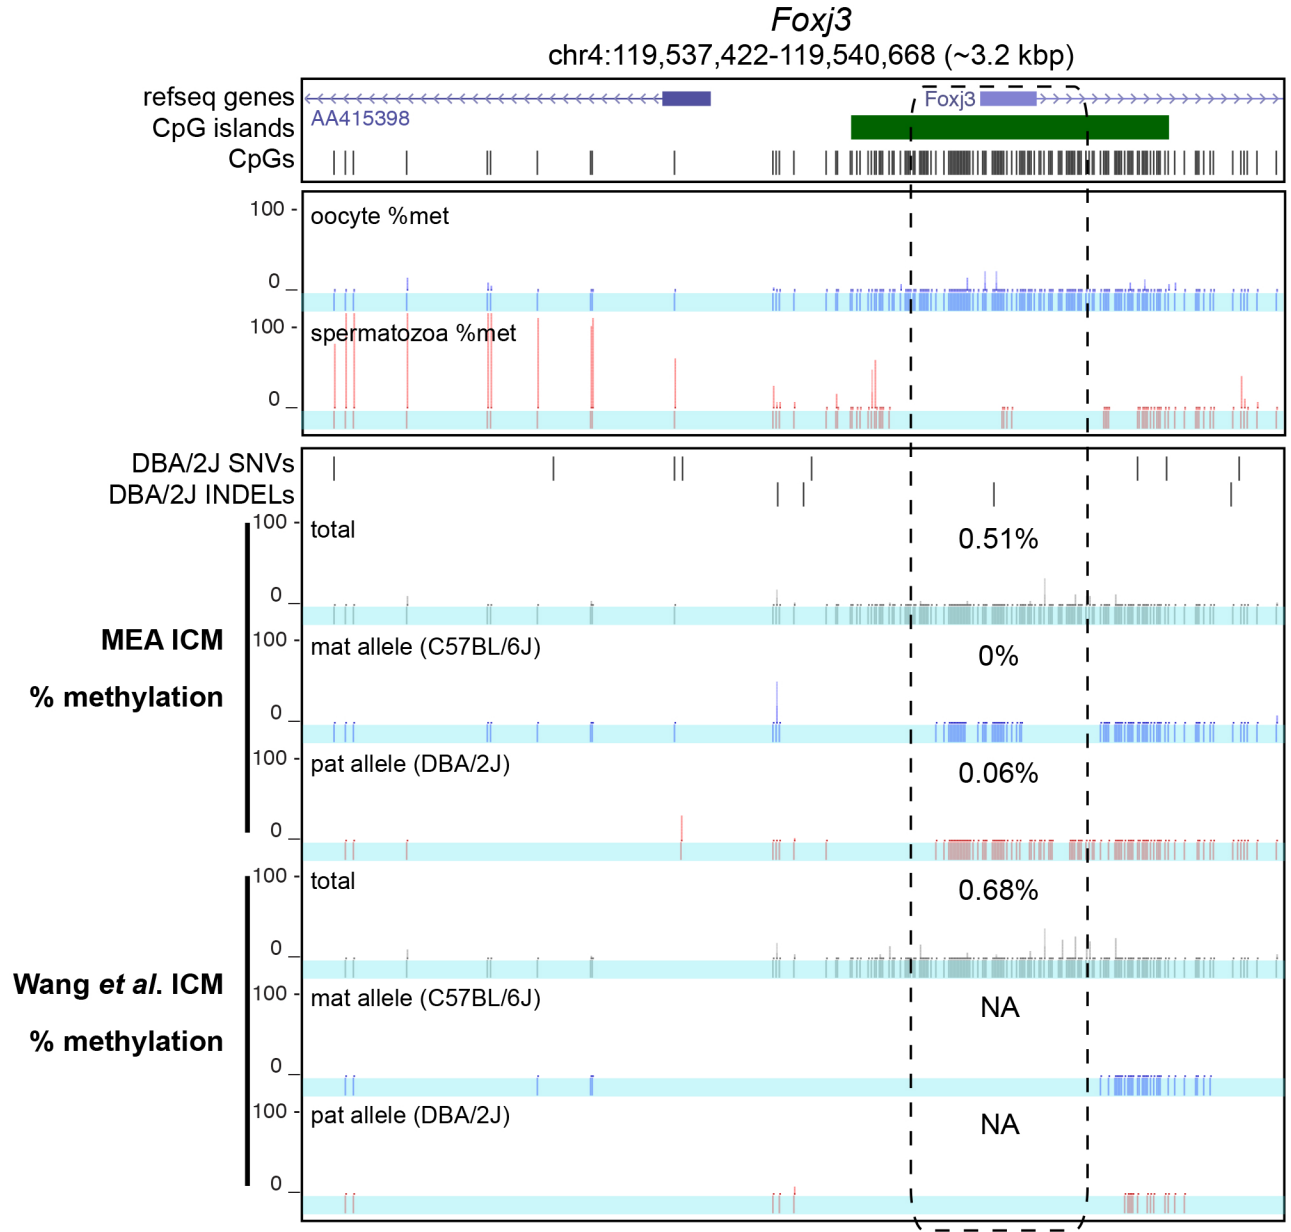 Foxj3
chr4:119,537,422-119,540,668 (~3.2 kbp)
refseq genes
Foxj3
AA415398
CpG islands
CpGs
100 -
oocyte %met
0 _
100 -
spermatozoa %met
0 _
DBA/2J SNVs
DBA/2J INDELs
100 -
total
0.51%
0 _
MEA ICM
% methylation
100 -
mat allele (C57BL/6J)
0%
0 _
100 -
pat allele (DBA/2J)
0.06%
0 _
100 -
total
0.68%
0 _
Wang et al. ICM
% methylation
100 -
mat allele (C57BL/6J)
NA
0 _
100 -
pat allele (DBA/2J)
NA
0 _